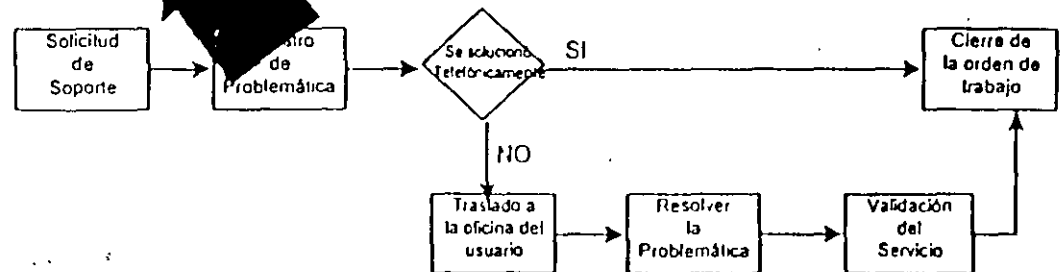 Solicitud
de
Soporte
de
Problemática
Se solucionó
Telefónicamente
SI
Cierre de
la orden de
trabajo
NO
Traslado a
la oficina del
usuario
Resolver
la
Problemática
Validación
del
Servicio